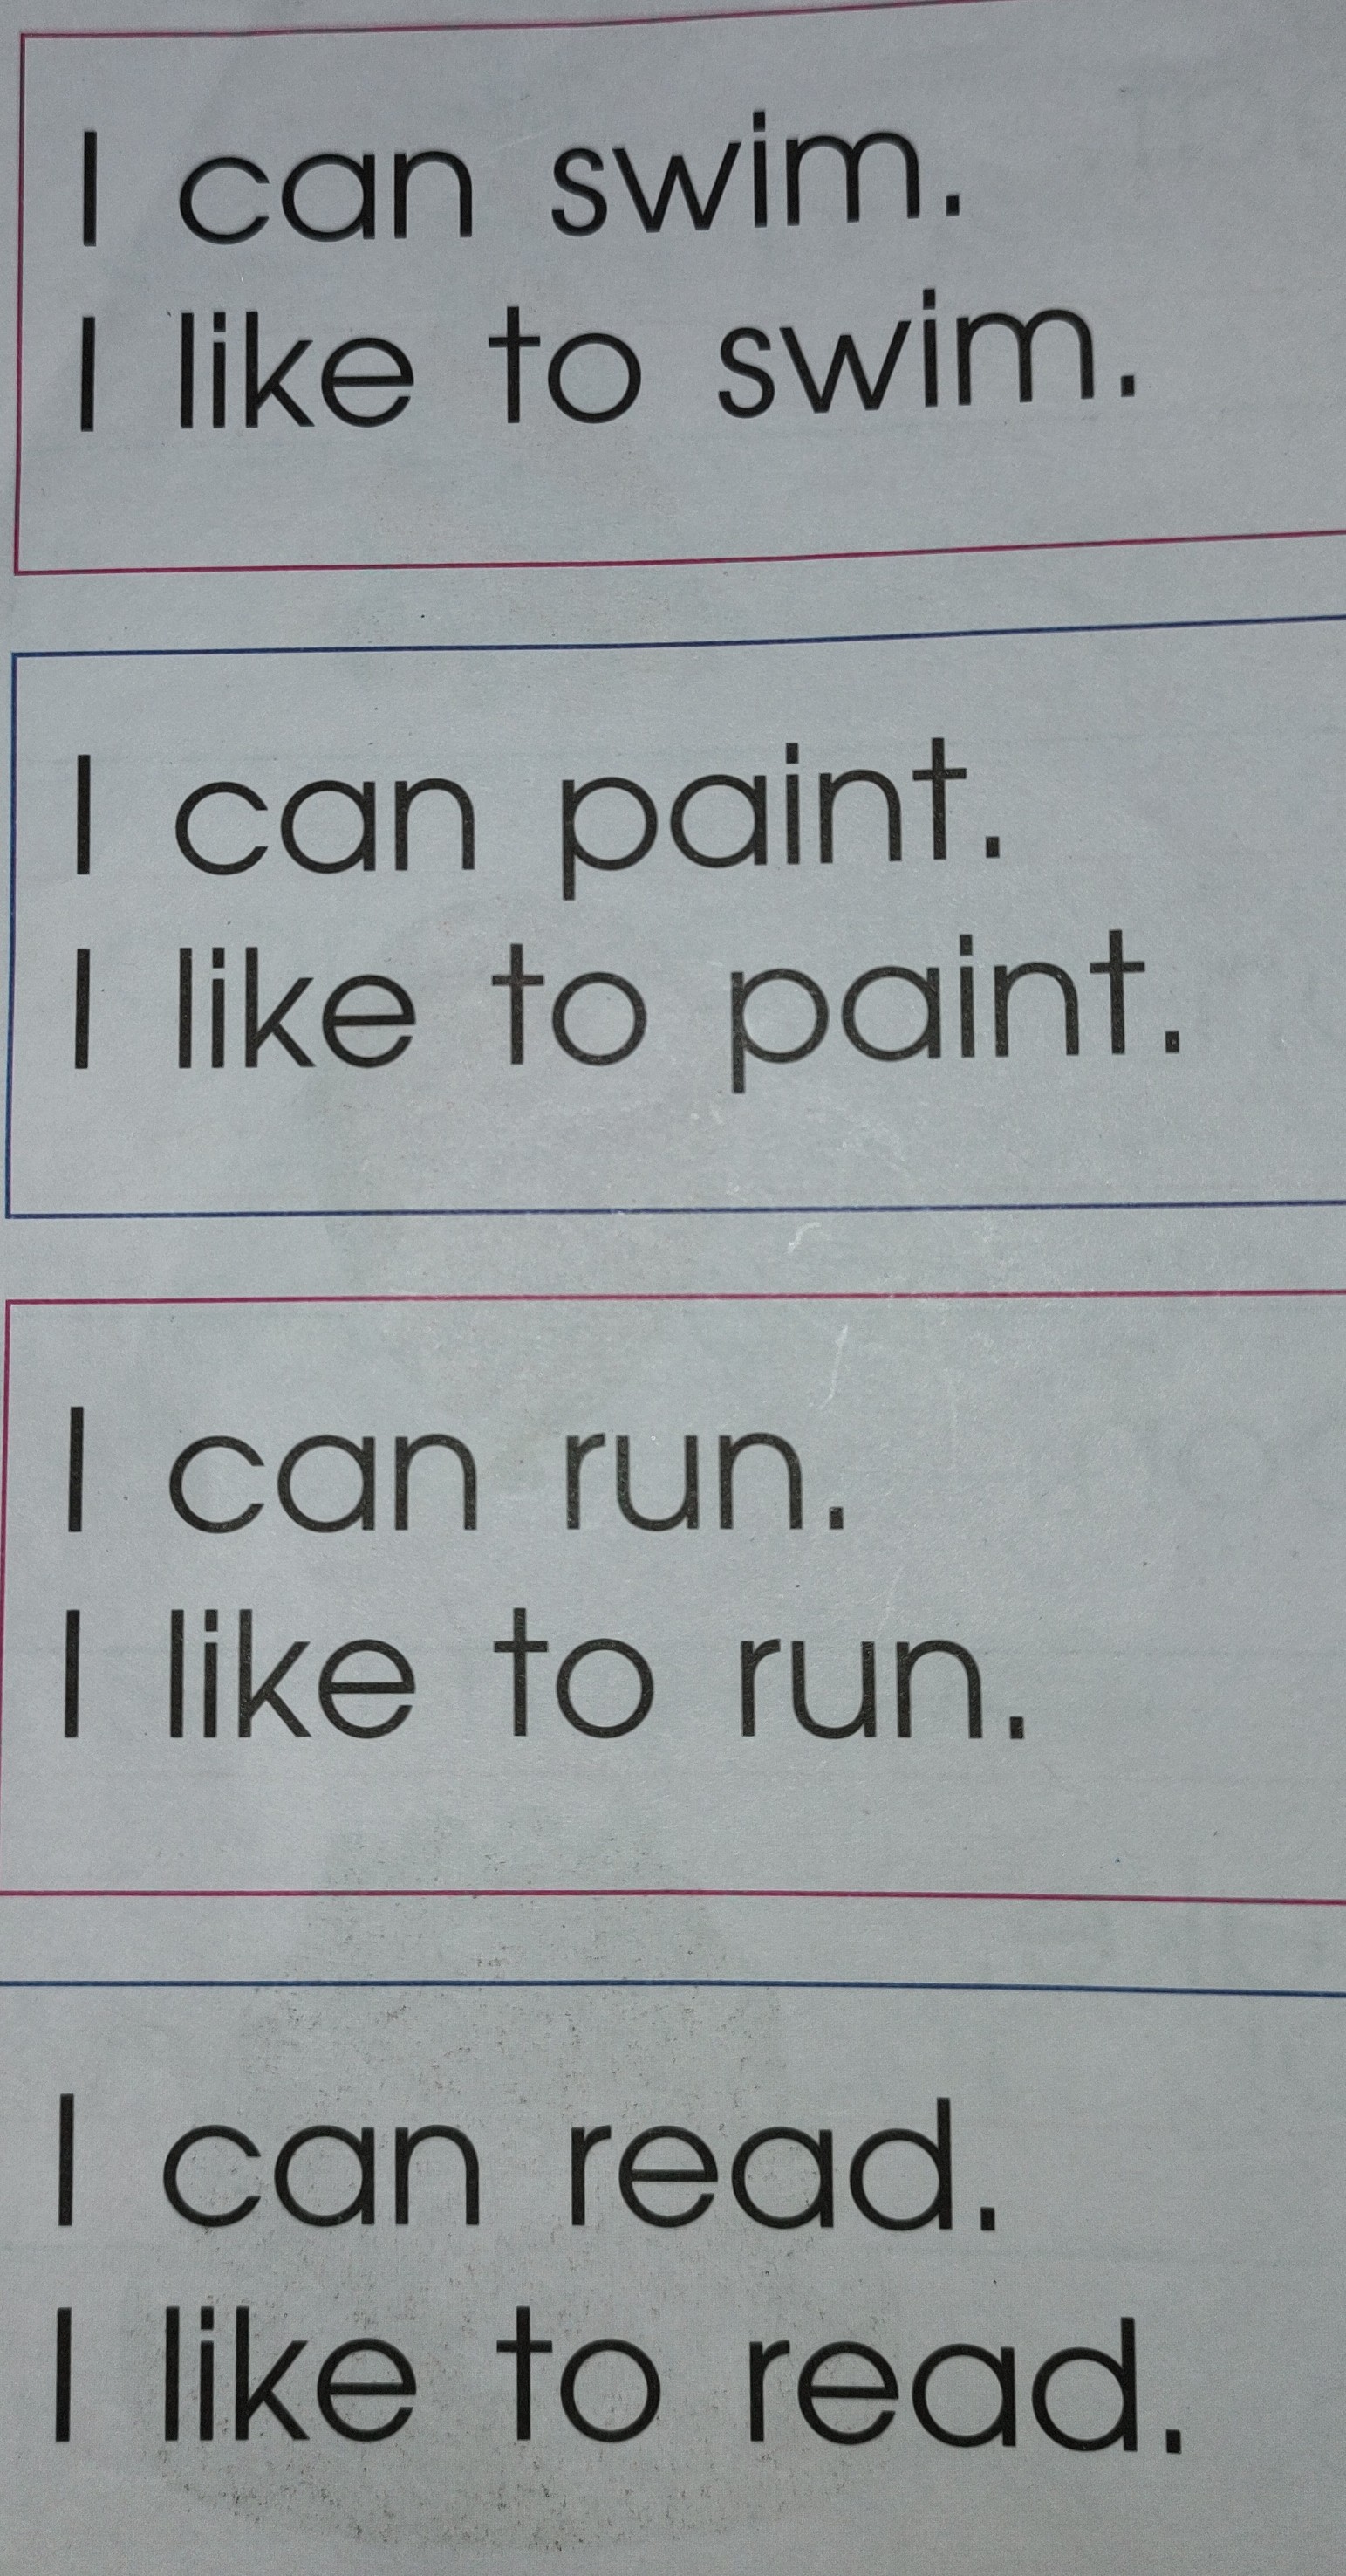 I can swim.
I like to swim.
I can paint.
I like to paint.
I can run.
I like to run.
I can read.
I like to read.